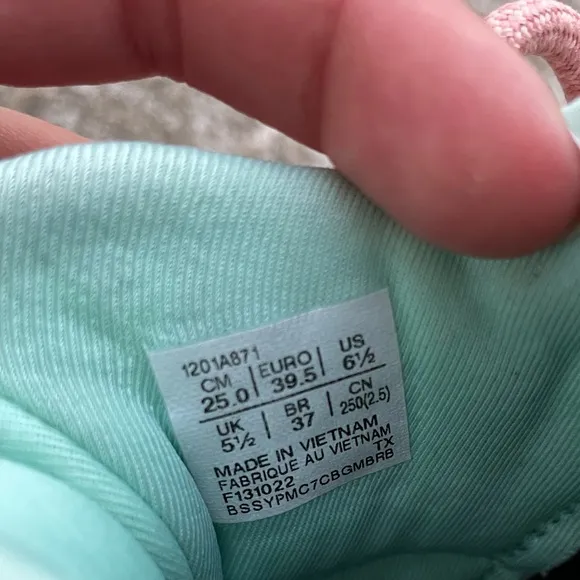 1201A871
CM EURO US
25.0 39.5 6½
UK BR CN
5½ 37 250(2.5)
MADE IN VIETNAM
FABRIQUE AU VIETNAM
F131022 TX
BSSYPMC7CBGMBRB